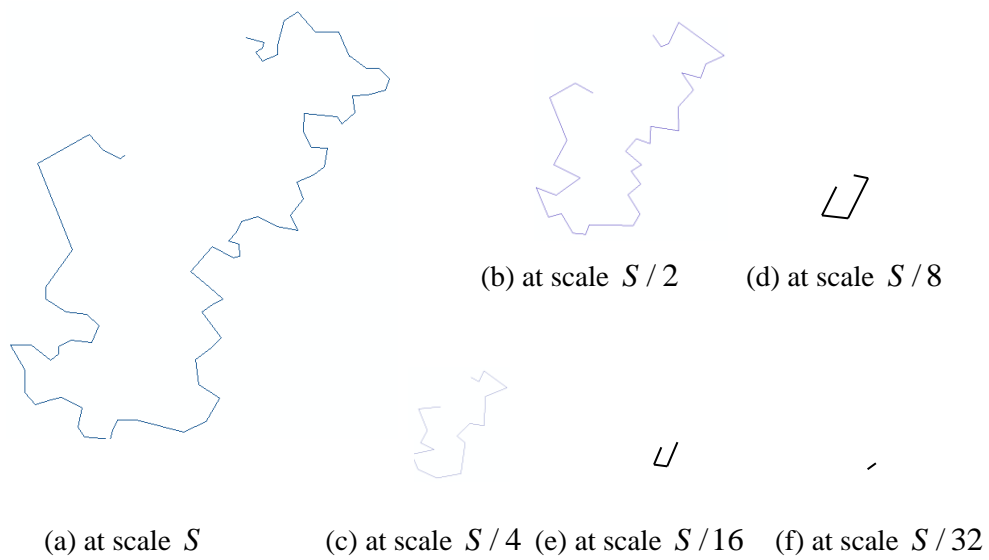 (b) at scale S / 2
(d) at scale S / 8
(a) at scale S
(c) at scale S / 4
(e) at scale S / 16
(f) at scale S / 32